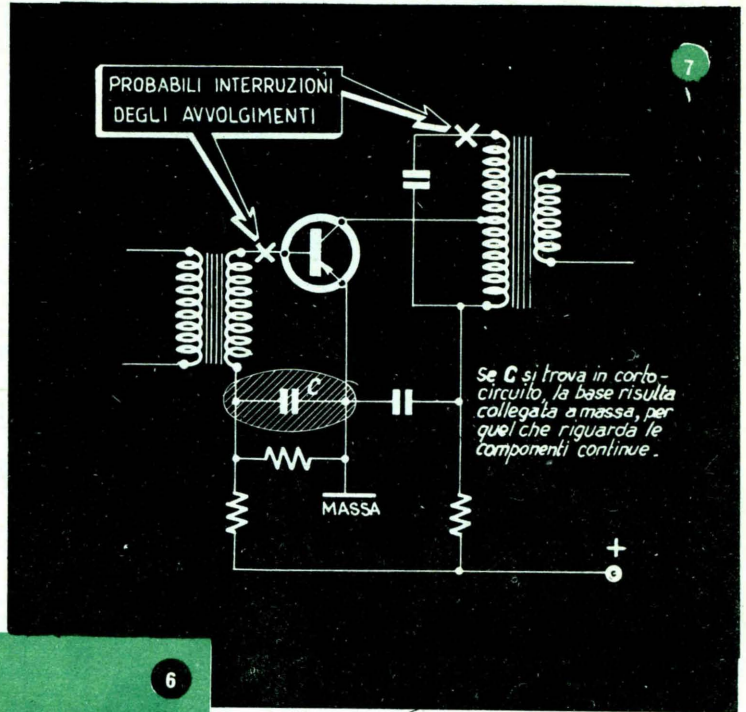 7
PROBABILI INTERRUZIONI
DEGLI AVVOLGIMENTI
C
Se C si trova in corto-
circuito, la base risulta
collegata a massa, per
quel che riguarda le
componenti continue.
MASSA
+
6